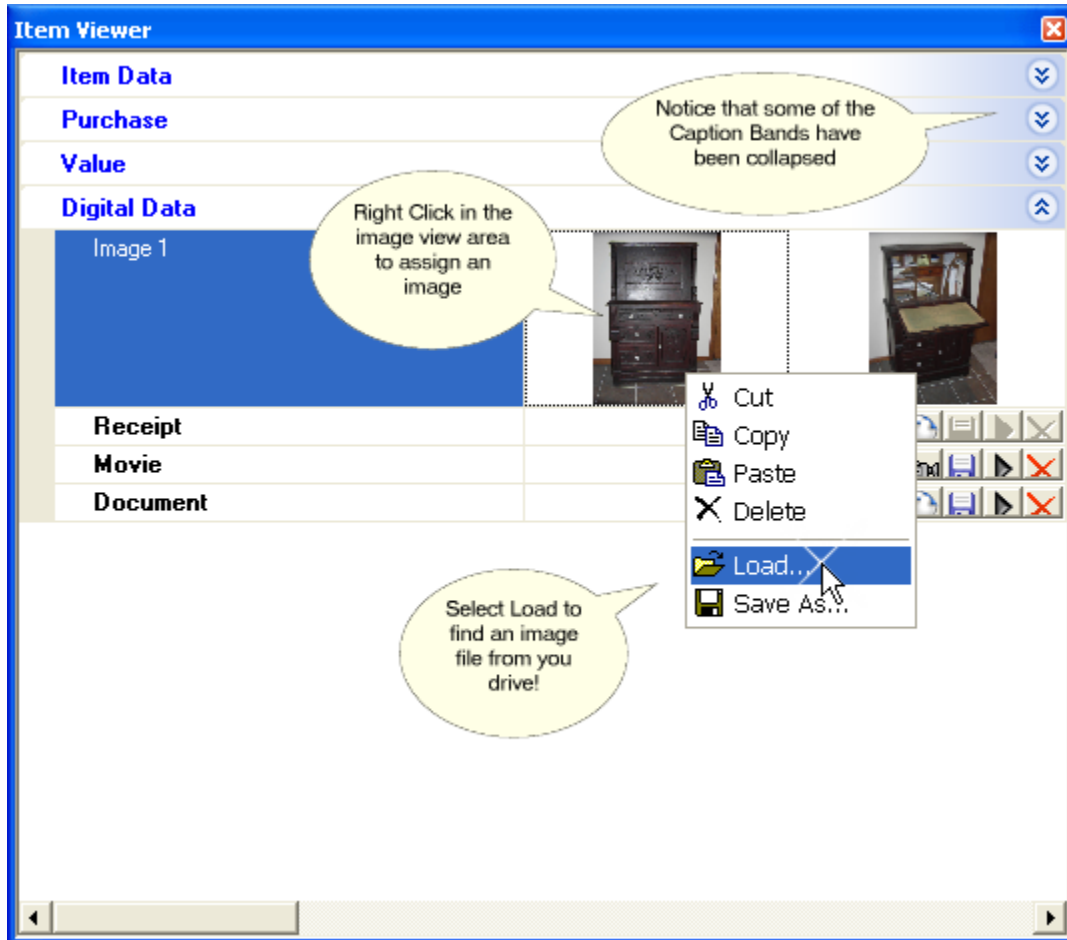 Item Viewer
Item Data
Purchase
Value
Digital Data
Notice that some of the
Caption Bands have
been collapsed
Right Click in the
image view area
to assign an
image
Image 1
Receipt
Movie
Document
Cut
Copy
Paste
Delete
Load...
Save As...
Select Load to
find an image
file from you
drive!